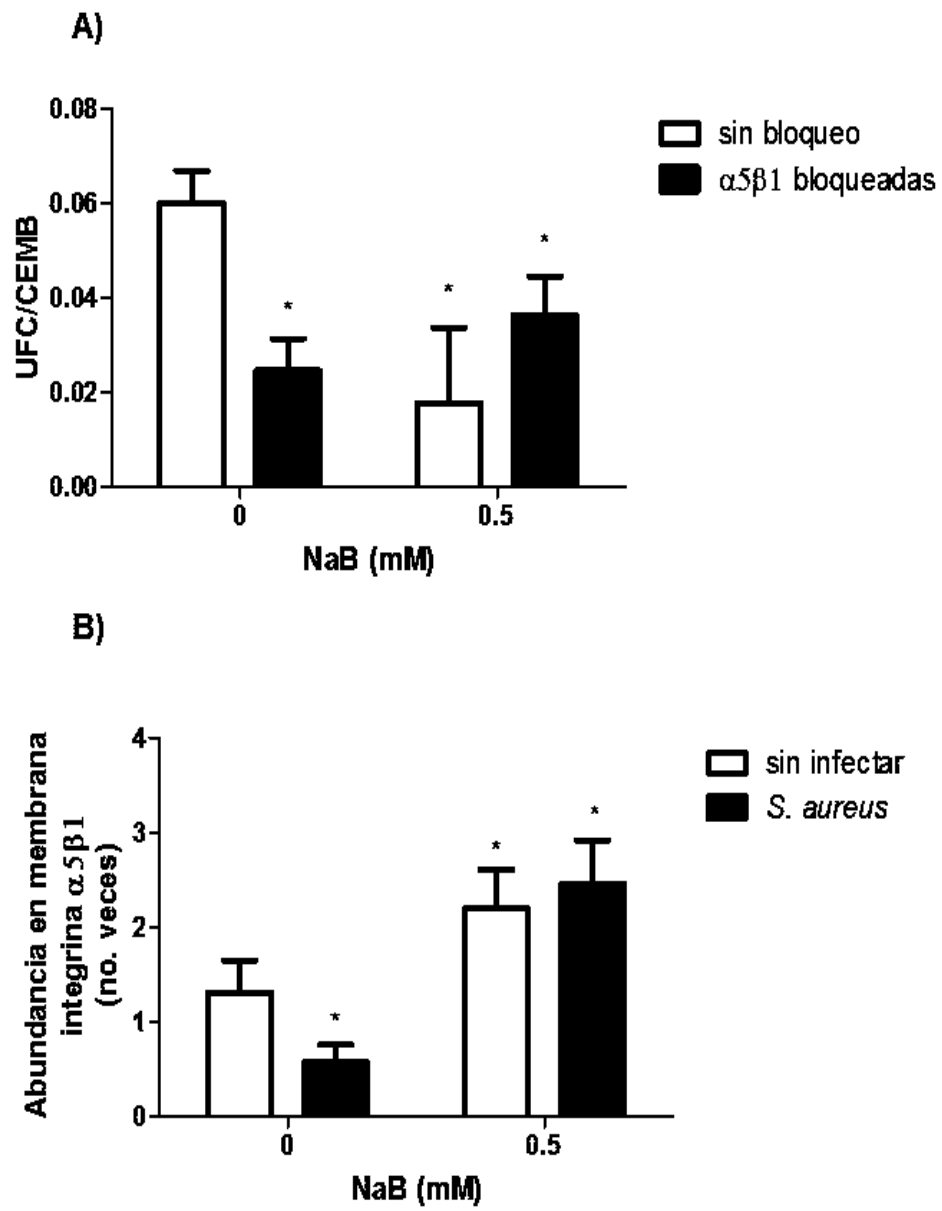 A)
UFC/CEMB
0.08
0.06
0.04
0.02
0.00
*
*
*
0
0.5
NaB (mM)
sin bloqueo
α5β1 bloqueadas
B)
Abundancia en membrana
integrina α5β1
(no. veces)
4
3
2
1
0
*
*
*
0
0.5
NaB (mM)
sin infectar
S. aureus